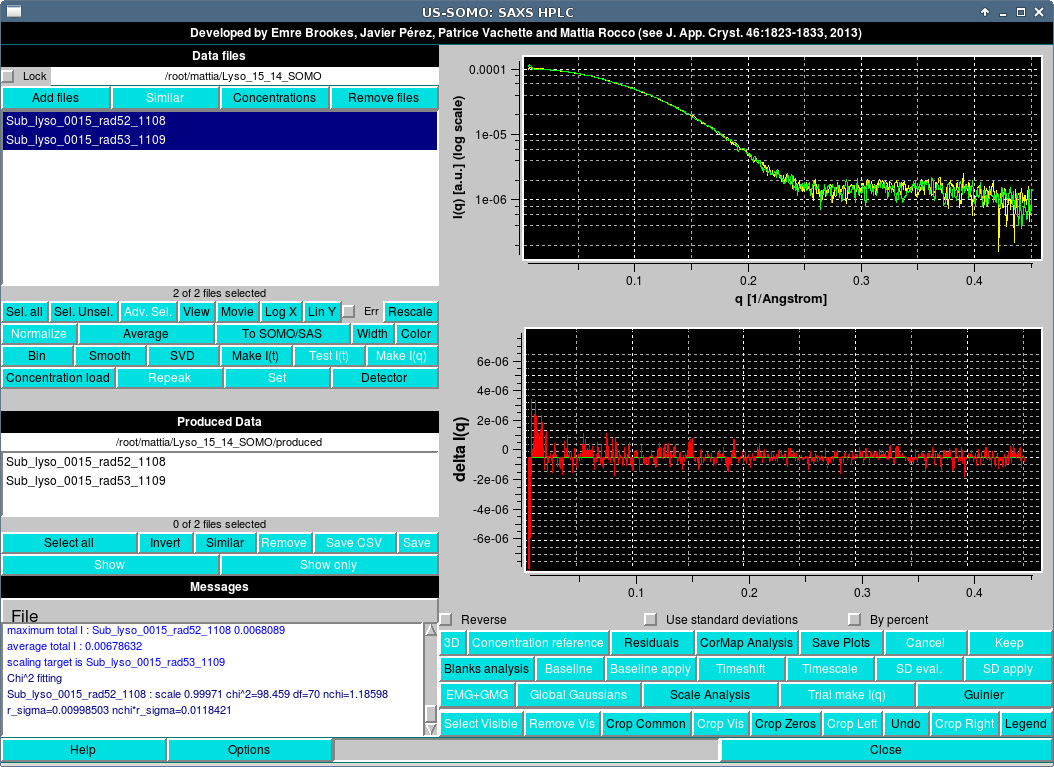 US-SOMO: SAXS HPLC
Developed by Emre Brookes, Javier Pérez, Patrice Vachette and Mattia Rocco (see J. App. Cryst. 46:1823-1833, 2013)
Data files
Lock /root/mattia/Lyso_15_14_SOMO
Add files Similar Concentrations Remove files
Sub_lyso_0015_rad52_1108
Sub_lyso_0015_rad53_1109
2 of 2 files selected
Sel. all Sel. Unsel. Adv. Sel. View Movie Log X Lin Y Err Rescale
Normalize Average To SOMO/SAS Width Color
Bin Smooth SVD Make I(t) Test I(t) Make I(q)
Concentration load Repeak Set Detector
Produced Data
/root/mattia/Lyso_15_14_SOMO/produced
Sub_lyso_0015_rad52_1108
Sub_lyso_0015_rad53_1109
0 of 2 files selected
Select all Invert Similar Remove Save CSV Save
Show Show only
Messages
File
maximum total I : Sub_lyso_0015_rad52_1108 0.0068089
average total I : 0.00678632
scaling target is Sub_lyso_0015_rad53_1109
Chi^2 fitting
Sub_lyso_0015_rad52_1108 : scale 0.99971 chi^2=98.459 df=70 nchi=1.18598
r_sigma=0.00998503 nchi*r_sigma=0.0118421
Help Options
I(q) [a.u.] (log scale)
0.0001
1e-05
1e-06
0.1 0.2 0.3 0.4
q [1/Angstrom]
delta I(q)
6e-06
4e-06
2e-06
0
-2e-06
-4e-06
-6e-06
0.1 0.2 0.3 0.4
Reverse Use standard deviations By percent
3D Concentration reference Residuals CorMap Analysis Save Plots Cancel Keep
Blanks analysis Baseline Baseline apply Timeshift Timescale SD eval. SD apply
EMG+GMG Global Gaussians Scale Analysis Trial make I(q) Guinier
Select Visible Remove Vis Crop Common Crop Vis Crop Zeros Crop Left Undo Crop Right Legend
Close